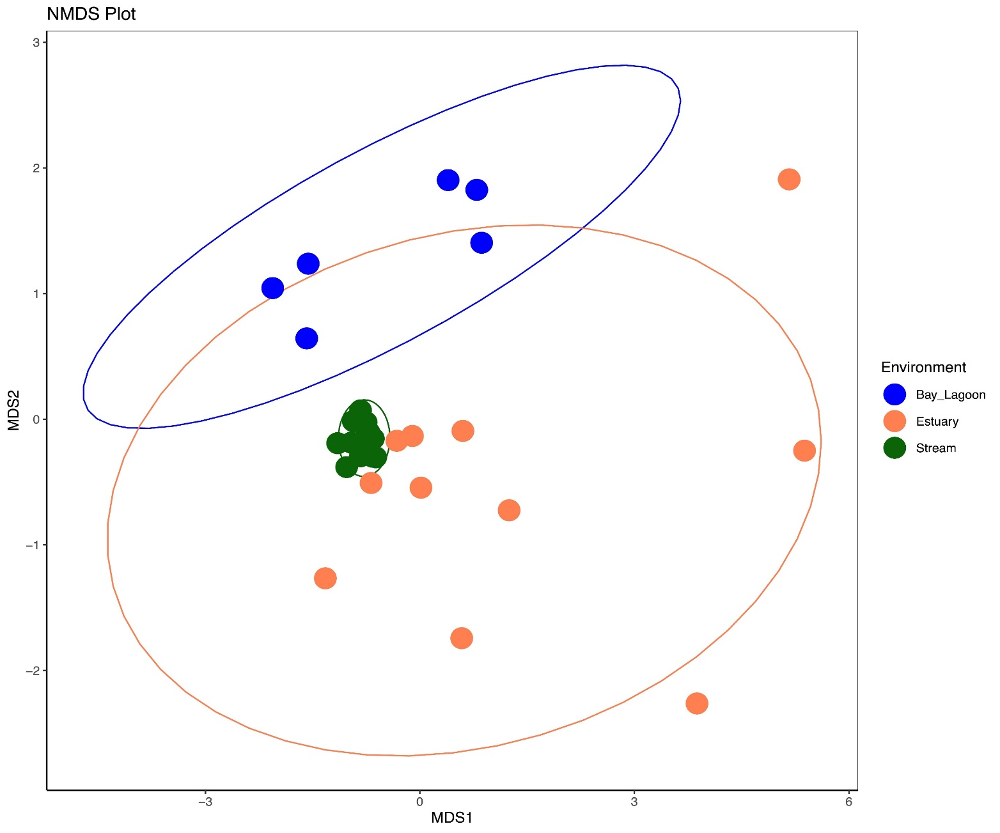 NMDS Plot
3
2
1
0
−1
−2
MDS2
−3
0
3
6
MDS1
Environment
Bay_Lagoon
Estuary
Stream